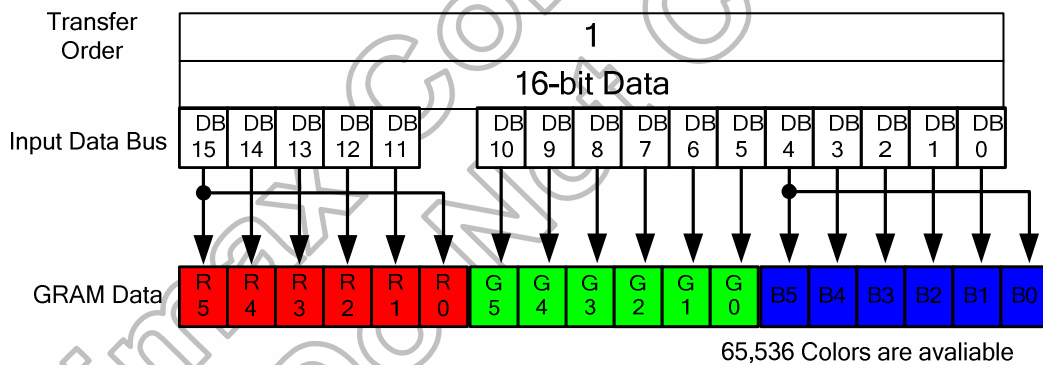 Transfer
Order
1
16-bit Data
Input Data Bus
DB 15 DB 14 DB 13 DB 12 DB 11 DB 10 DB 9 DB 8 DB 7 DB 6 DB 5 DB 4 DB 3 DB 2 DB 1 DB 0
GRAM Data
R 5 R 4 R 3 R 2 R 1 R 0 G 5 G 4 G 3 G 2 G 1 G 0 B5 B4 B3 B2 B1 B0
65,536 Colors are avaliable